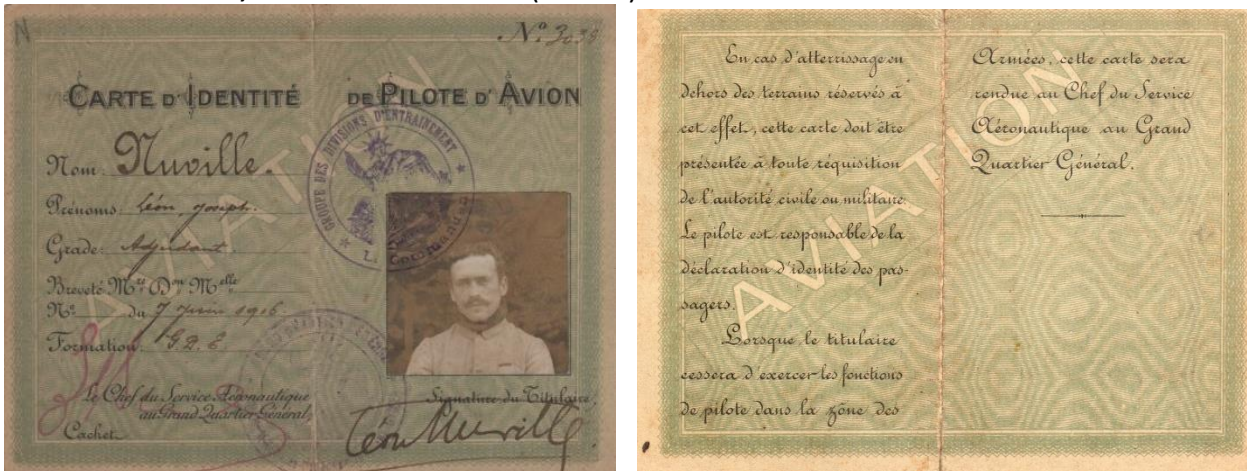 N
Nº 3039
CARTE D'IDENTITÉ DE PILOTE D'AVION
Nom: Nuville.
Prénoms: Léon, Joseph.
Grade: Adjudant.
Breveté Mre Don Melle
No du 7 Juin 1916.
Formation: G.D.E
Le Chef du Service Aéronautique
au Grand Quartier Général,
Cachet.
GROUPE DES DIVISIONS D'ENTRAINEMENT
AVIATION
Signature du Titulaire.
Léon Nuville
En cas d'atterrissage en
dehors des terrains réservés à
cet effet, cette carte doit être
présentée à toute réquisition
de l'autorité civile ou militaire.
Le pilote est responsable de la
déclaration d'identité des pas-
sagers.
Lorsque le titulaire
cessera d'exercer les fonctions
de pilote dans la zône des
Armées, cette carte sera
rendue au Chef du Service
Aéronautique au Grand
Quartier Général.
AVIATION